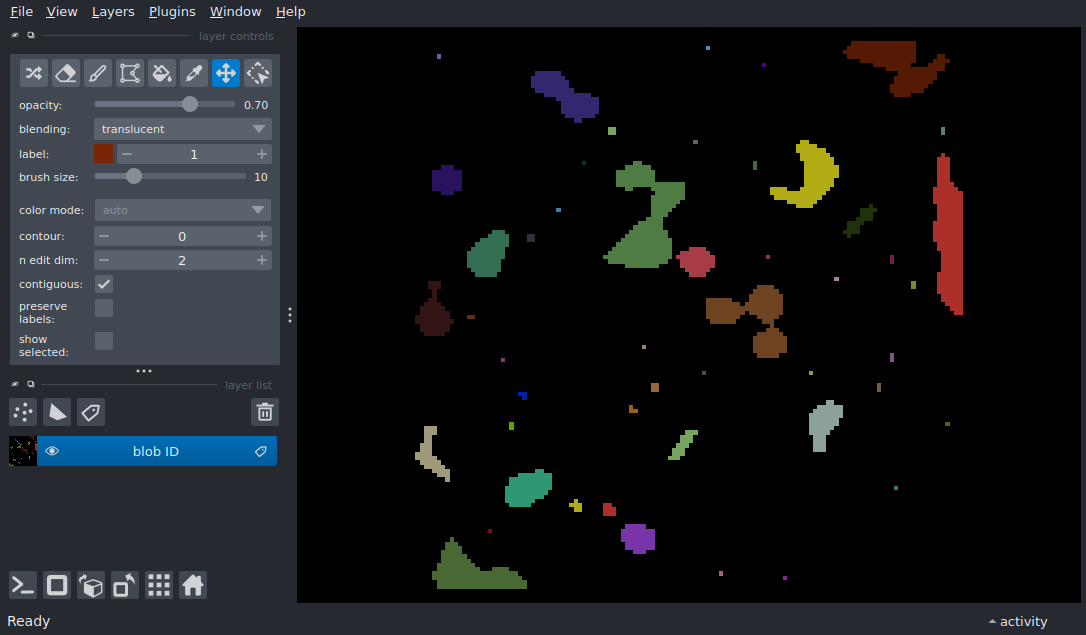 File View Layers Plugins Window Help
layer controls
opacity: 0.70
blending: translucent
label: 1
brush size: 10
color mode: auto
contour: 0
n edit dim: 2
contiguous:
preserve
labels:
show
selected:
layer list
blob ID
Ready
activity